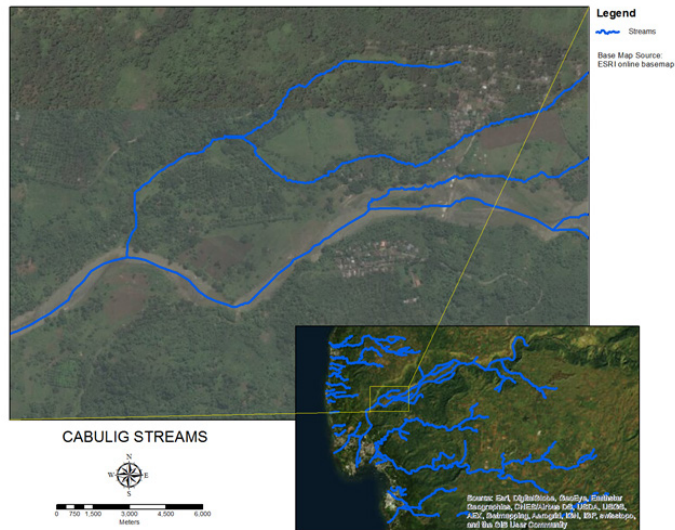 Legend
Streams
Base Map Source:
ESRI online basemap
CABULIG STREAMS
N
W E
S
0 750 1,500 3,000 4,500 6,000
Meters
Source: Esri, DigitalGlobe, GeoEye, Earthstar
Geographics, CNES/Airbus DS, USDA, USGS,
AEX, Getmapping, Aerogrid, IGN, IGP, swisstopo,
and the GIS User Community